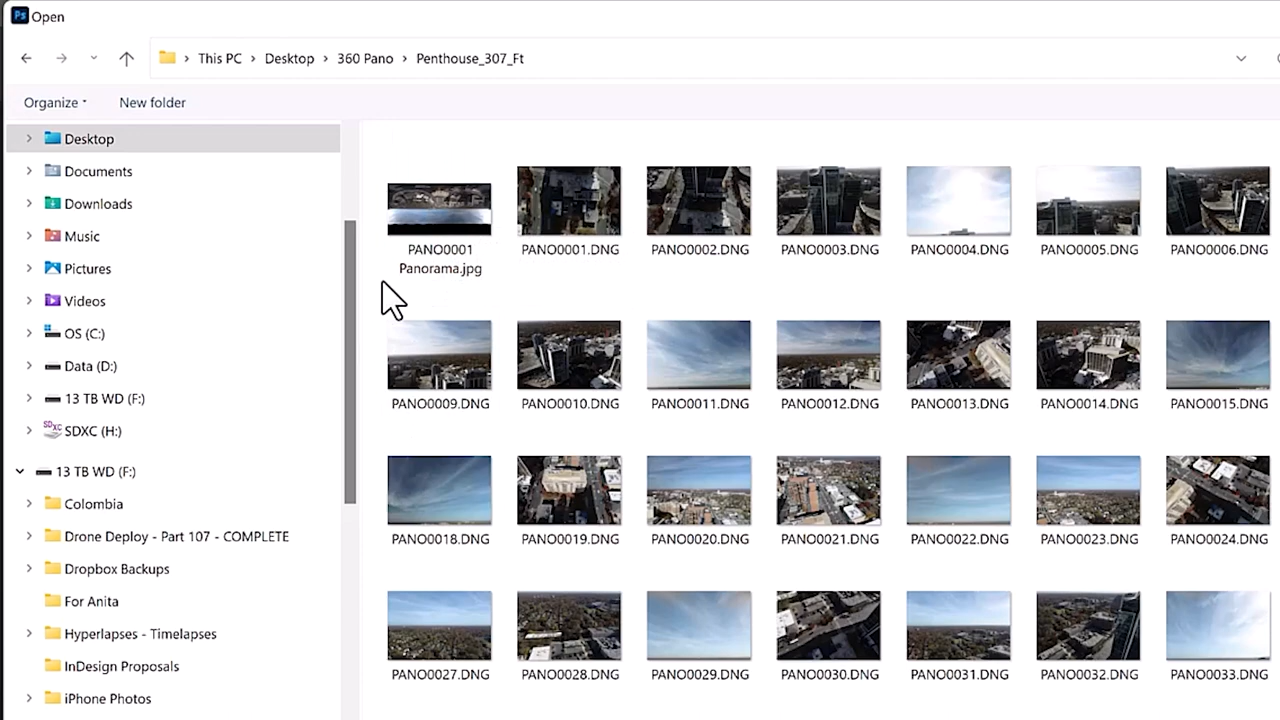 Ps Open
This PC > Desktop > 360 Pano > Penthouse_307_Ft
Organize New folder
Desktop
Documents
Downloads
Music
Pictures
Videos
OS (C:)
Data (D:)
13 TB WD (F:)
SDXC SDXC (H:)
13 TB WD (F:)
Colombia
Drone Deploy - Part 107 - COMPLETE
Dropbox Backups
For Anita
Hyperlapses - Timelapses
InDesign Proposals
iPhone Photos
PANO0001
Panorama.jpg
PANO0001.DNG PANO0002.DNG PANO0003.DNG PANO0004.DNG PANO0005.DNG PANO0006.DNG
PANO0009.DNG PANO0010.DNG PANO0011.DNG PANO0012.DNG PANO0013.DNG PANO0014.DNG PANO0015.DNG
PANO0018.DNG PANO0019.DNG PANO0020.DNG PANO0021.DNG PANO0022.DNG PANO0023.DNG PANO0024.DNG
PANO0027.DNG PANO0028.DNG PANO0029.DNG PANO0030.DNG PANO0031.DNG PANO0032.DNG PANO0033.DNG